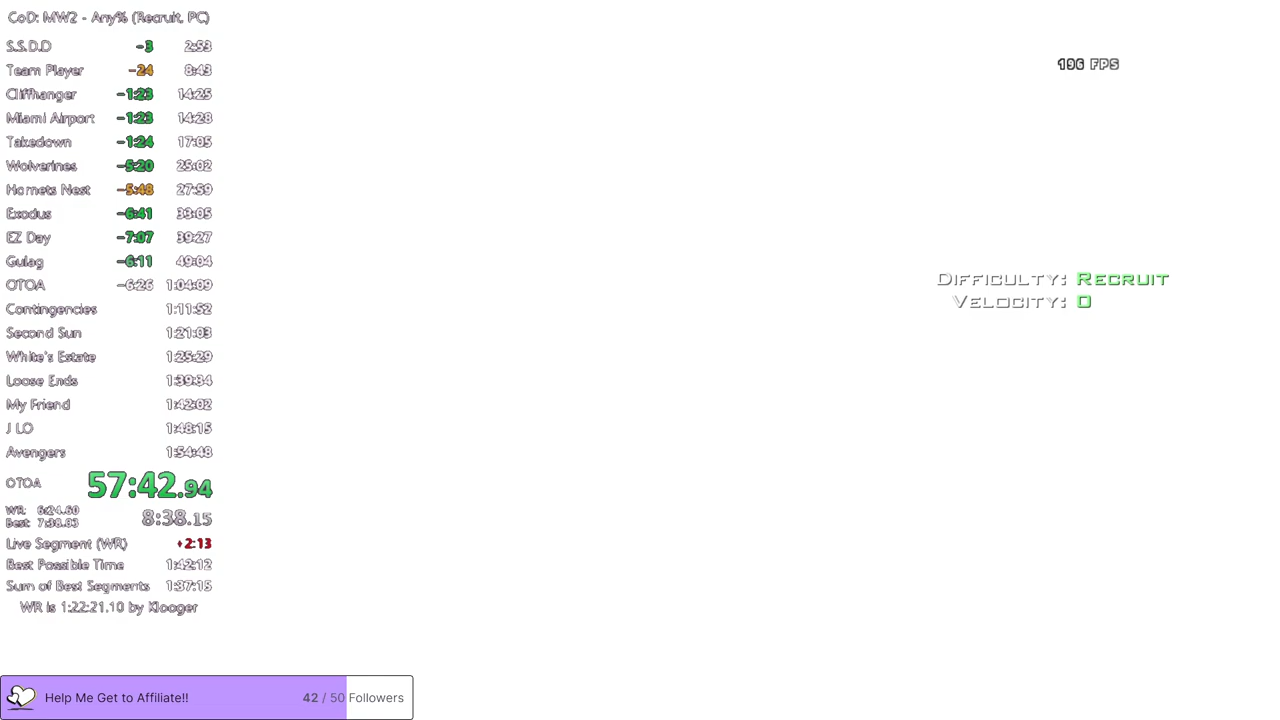 CoD: MW2 - Any% (Recruit, PC)
S.S.D.D -3 2:53
Team Player -24 8:43
Cliffhanger -1:23 14:25
Miami Airport -1:23 14:28
Takedown -1:24 17:05
Wolverines -5:20 25:02
Hornets Nest -5:48 27:59
Exodus -6:41 33:05
EZ Day -7:07 39:27
Gulag -6:11 49:04
OTOA -6:26 1:04:09
Contingencies 1:11:52
Second Sun 1:21:03
White's Estate 1:25:29
Loose Ends 1:39:34
My Friend 1:42:02
J LO 1:48:15
Avengers 1:54:48
OTOA 57:42.94
WR: 6:24.60
Best: 7:38.03 8:38.15
Live Segment (WR) +2:13
Best Possible Time 1:42:12
Sum of Best Segments 1:37:15
WR is 1:22:21.10 by Klooger
Help Me Get to Affiliate!! 42 / 50 Followers
196 FPS
Difficulty: Recruit
Velocity: 0